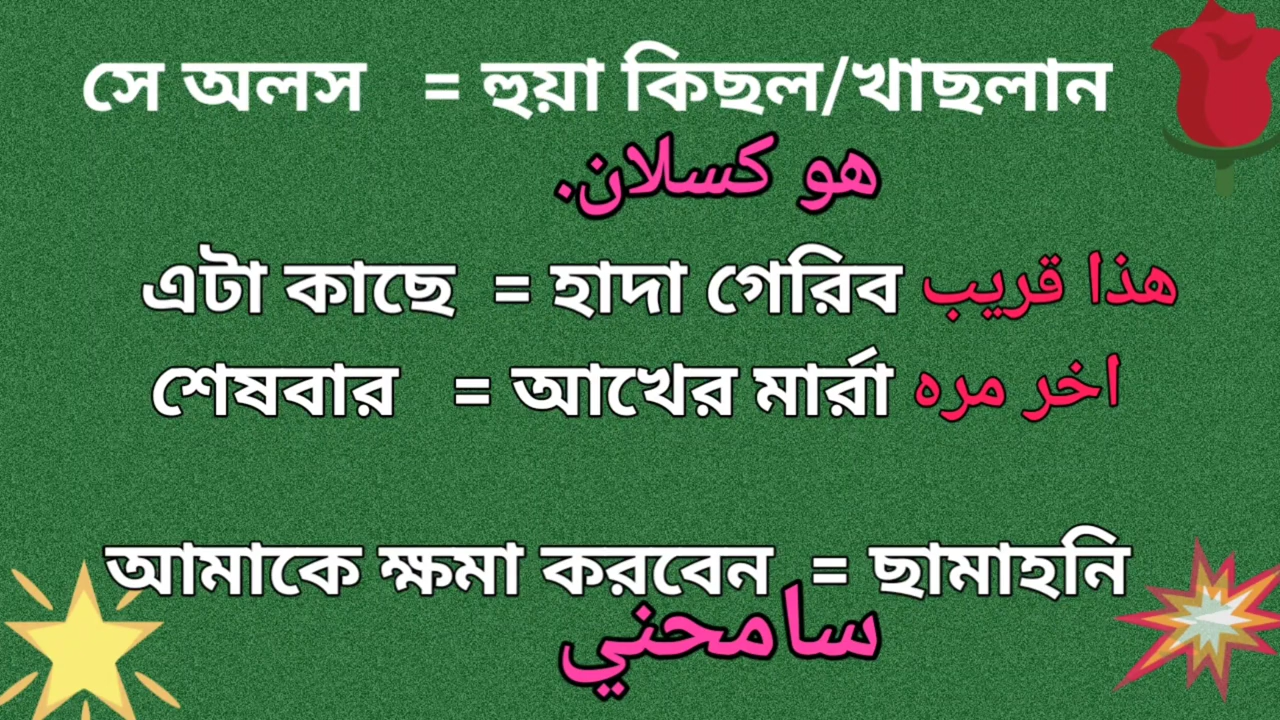 সে অলস = হুয়া কিছল/খাছলান
هو كسلان.
এটা কাছে = হাদা গেরিব هذا قريب
শেষবার = আখের মার্রা اخر مره
আমাকে ক্ষমা করবেন = ছামাহনি
سامحني